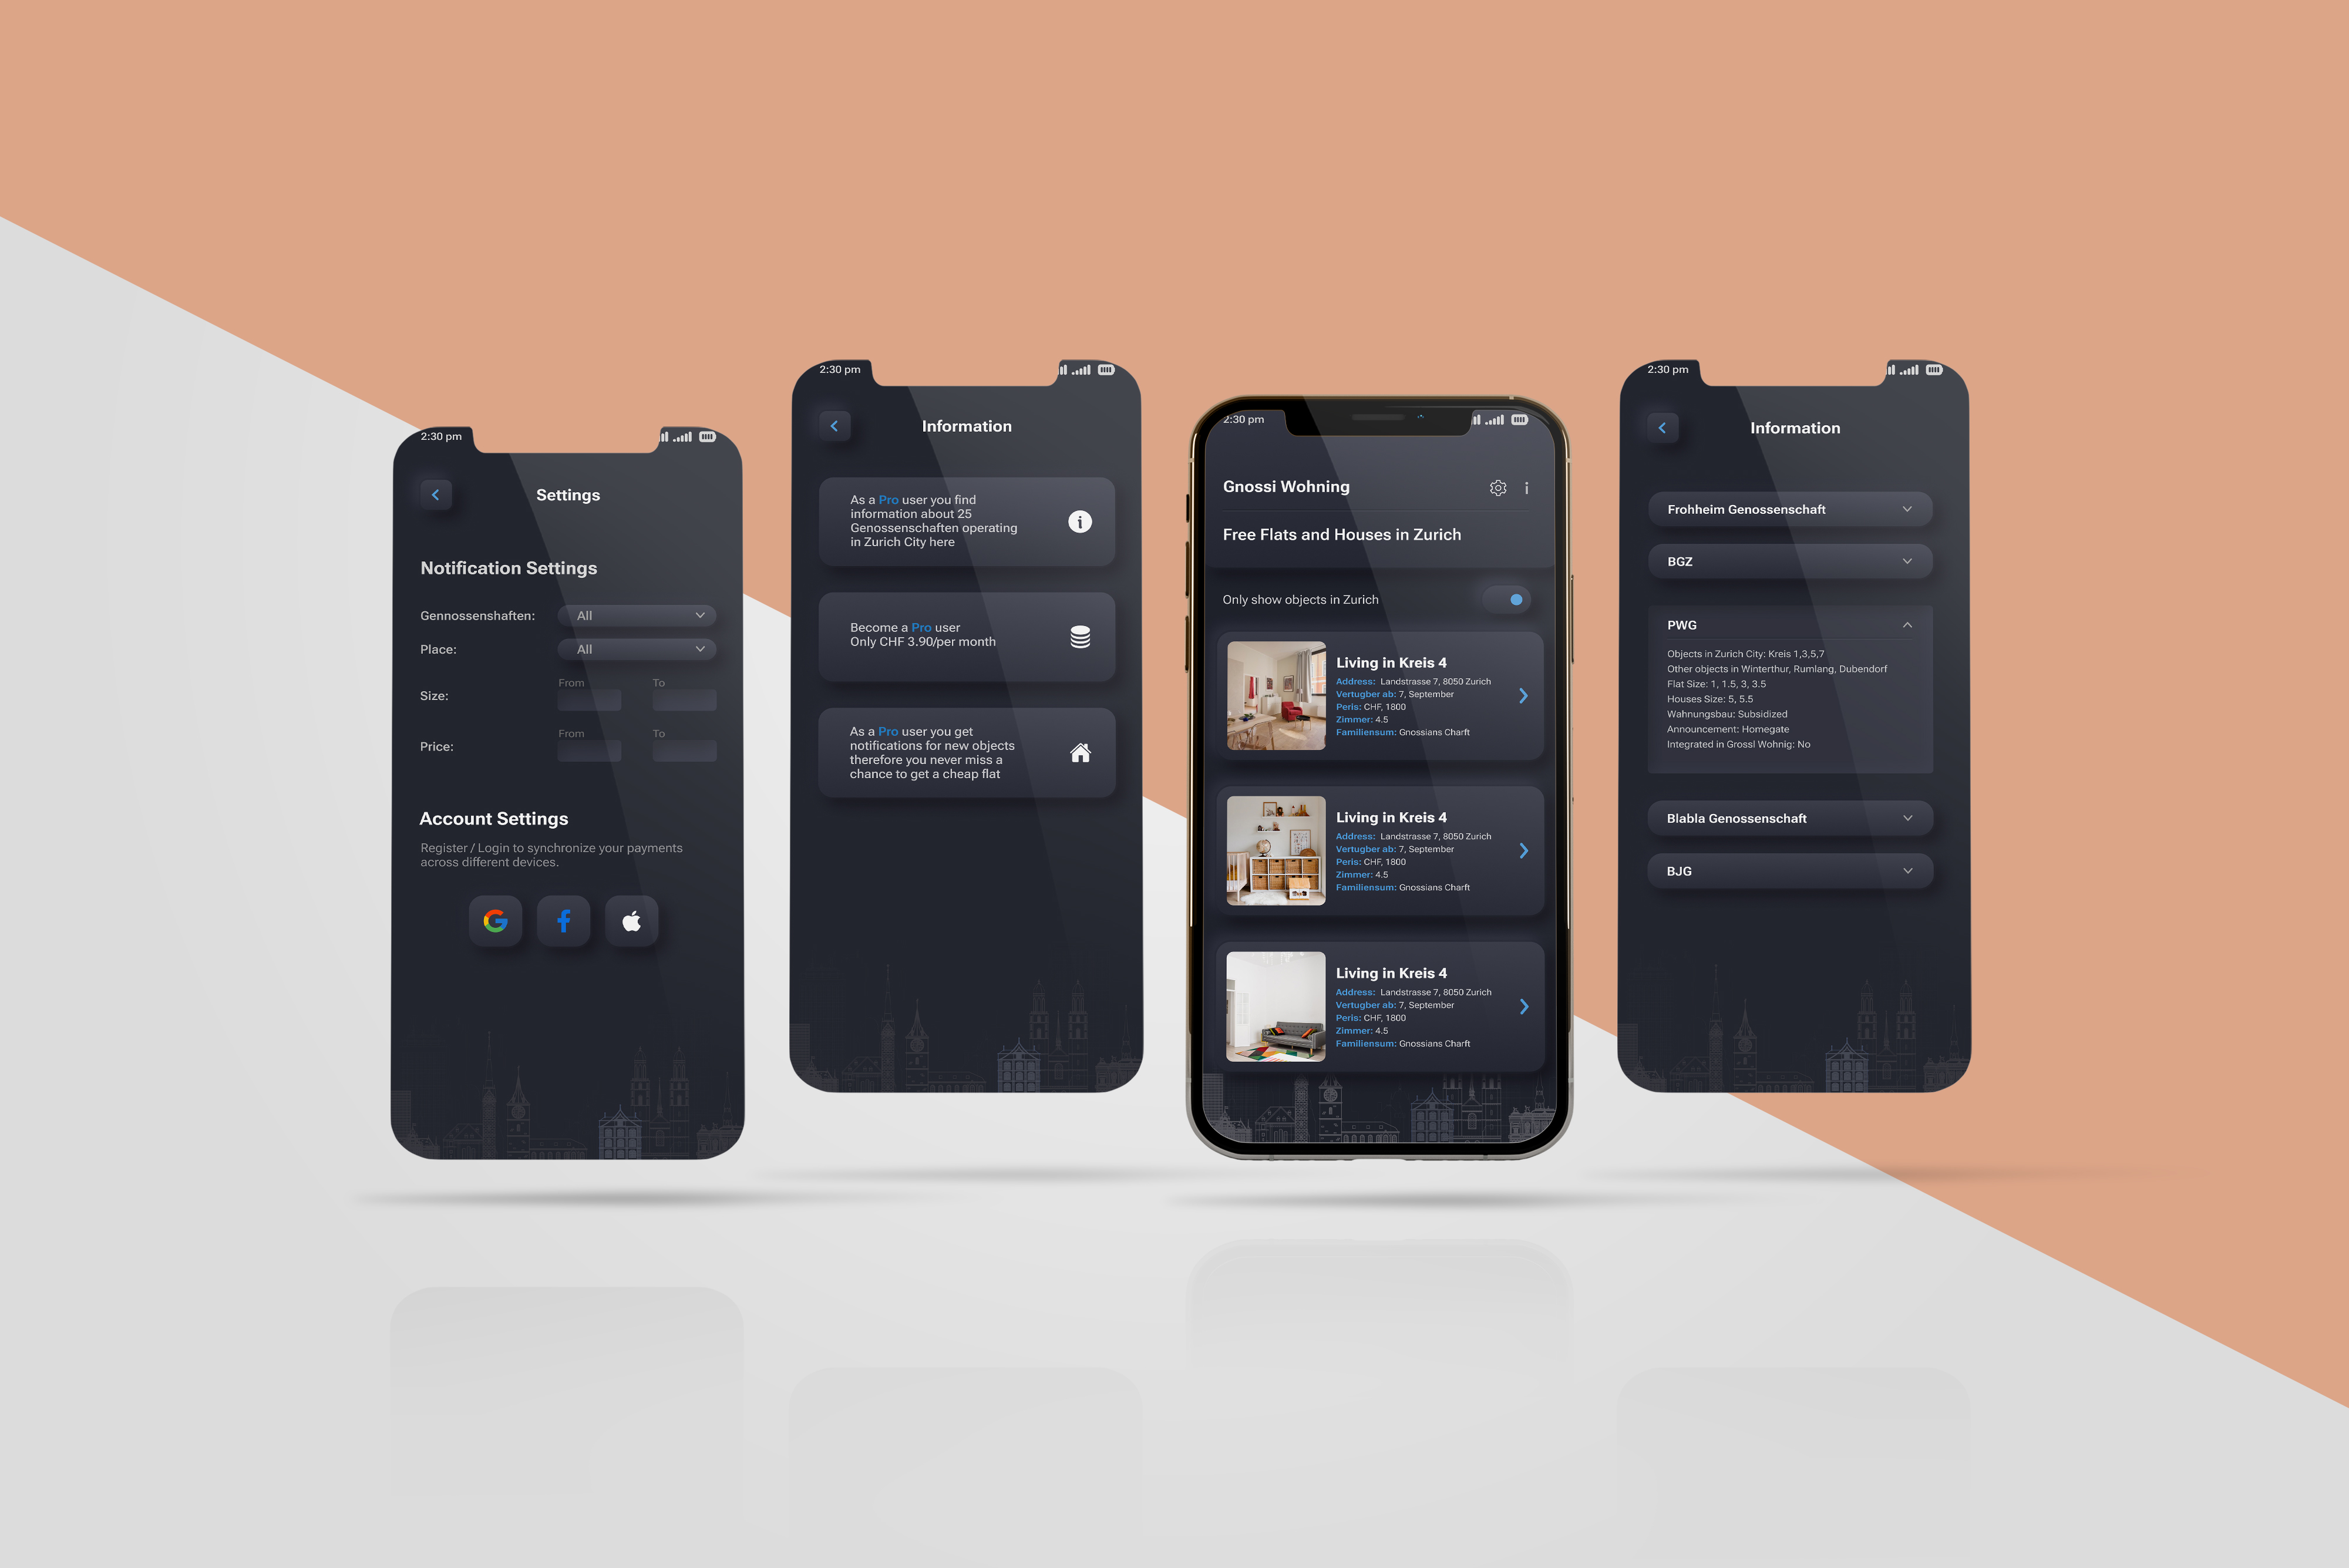 2:30 pm
Settings
Notification Settings
Gennossenshaften:
All
Place:
All
Size:
From
To
Price:
From
To
Account Settings
Register / Login to synchronize your payments
across different devices.
2:30 pm
Information
As a Pro user you find
information about 25
Genossenschaften operating
in Zurich City here
Become a Pro user
Only CHF 3.90/per month
As a Pro user you get
notifications for new objects
therefore you never miss a
chance to get a cheap flat
2:30 pm
Gnossi Wohning
Free Flats and Houses in Zurich
Only show objects in Zurich
Living in Kreis 4
Address: Landstrasse 7, 8050 Zurich
Vertugber ab: 7, September
Peris: CHF, 1800
Zimmer: 4.5
Familiensum: Gnossians Charft
Living in Kreis 4
Address: Landstrasse 7, 8050 Zurich
Vertugber ab: 7, September
Peris: CHF, 1800
Zimmer: 4.5
Familiensum: Gnossians Charft
Living in Kreis 4
Address: Landstrasse 7, 8050 Zurich
Vertugber ab: 7, September
Peris: CHF, 1800
Zimmer: 4.5
Familiensum: Gnossians Charft
2:30 pm
Information
Frohheim Genossenschaft
BGZ
PWG
Objects in Zurich City: Kreis 1,3,5,7
Other objects in Winterthur, Rumlang, Dubendorf
Flat Size: 1, 1.5, 3, 3.5
Houses Size: 5, 5.5
Wahnungsbau: Subsidized
Announcement: Homegate
Integrated in Grossl Wohnig: No
Blabla Genossenschaft
BJG